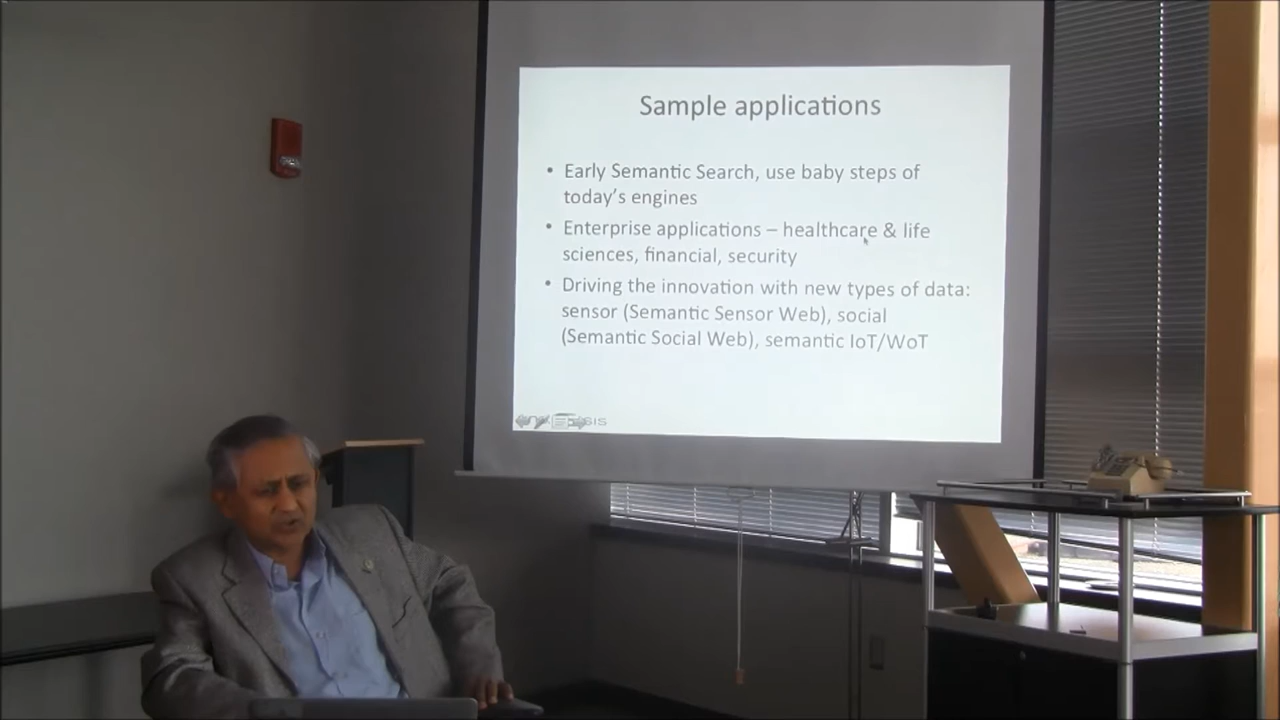 Sample applications
• Early Semantic Search, use baby steps of
today's engines
• Enterprise applications – healthcare & life
sciences, financial, security
• Driving the innovation with new types of data:
sensor (Semantic Sensor Web), social
(Semantic Social Web), semantic IoT/WoT